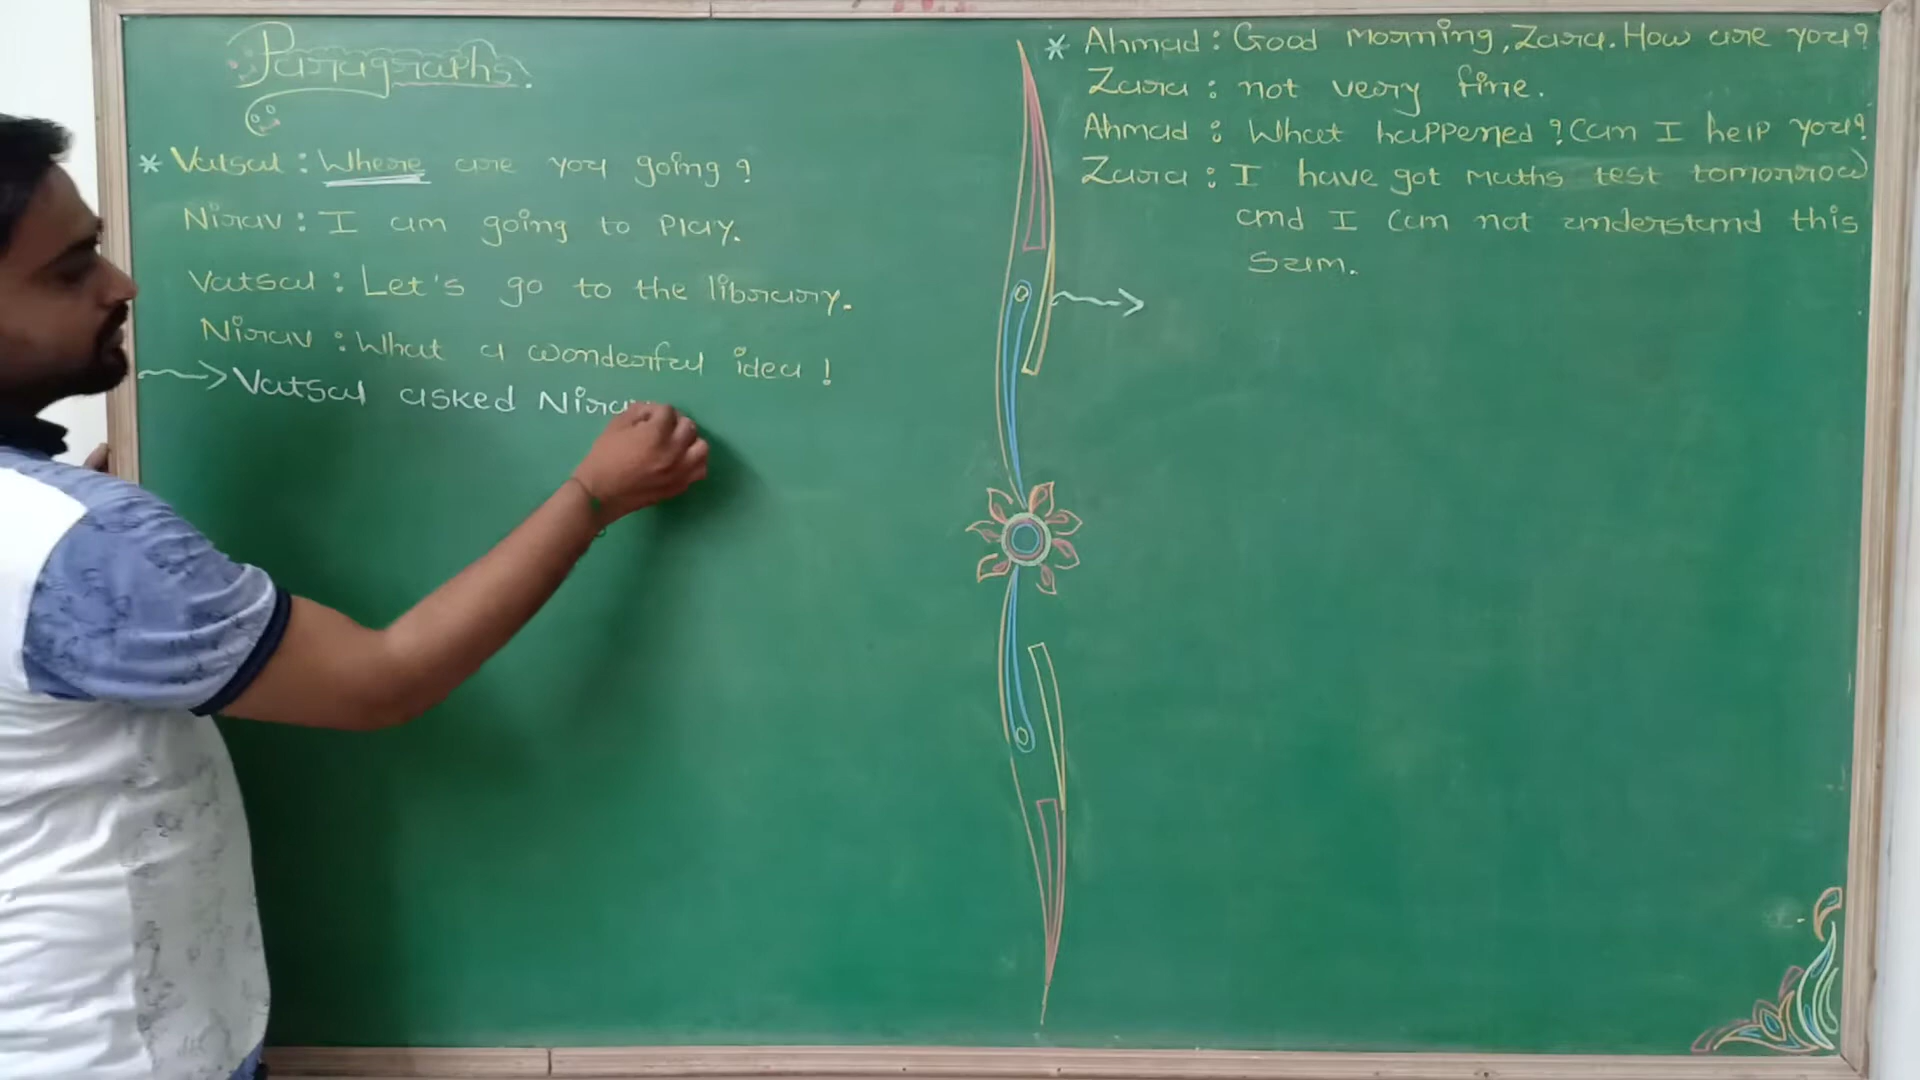 Paragraphs.
* Vatsal : Where are you going ?
Nirav : I am going to play.
Vatsal : Let's go to the library.
Nirav : What a wonderful idea !
Vatsal asked Nirav
* Ahmad : Good morning, Zara. How are you?
Zara : not very fine.
Ahmad : What happened ? Can I help you?
Zara : I have got maths test tomorrow
and I can not understand this
sum.